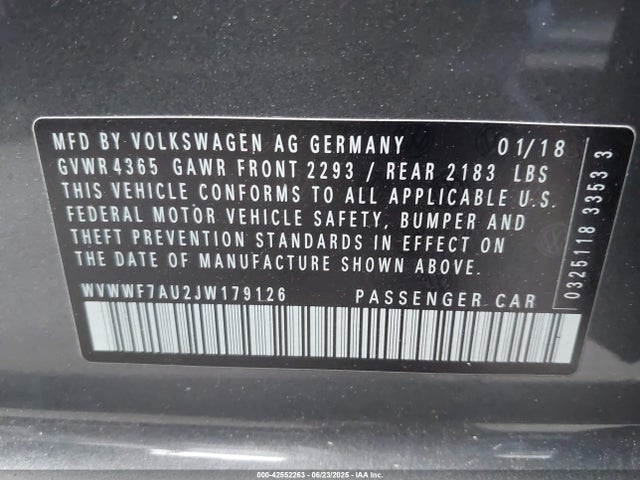 MFD BY VOLKSWAGEN AG GERMANY 01/18
GVWR 4365 GAWR FRONT 2293 / REAR 2183 LBS
THIS VEHICLE CONFORMS TO ALL APPLICABLE U.S.
FEDERAL MOTOR VEHICLE SAFETY, BUMPER AND
THEFT PREVENTION STANDARDS IN EFFECT ON
THE DATE OF MANUFACTURE SHOWN ABOVE.
WVWWF7AU2JW179126 PASSENGER CAR
0325118 33533
000-42552263 - 06/23/2025 - IAA Inc.